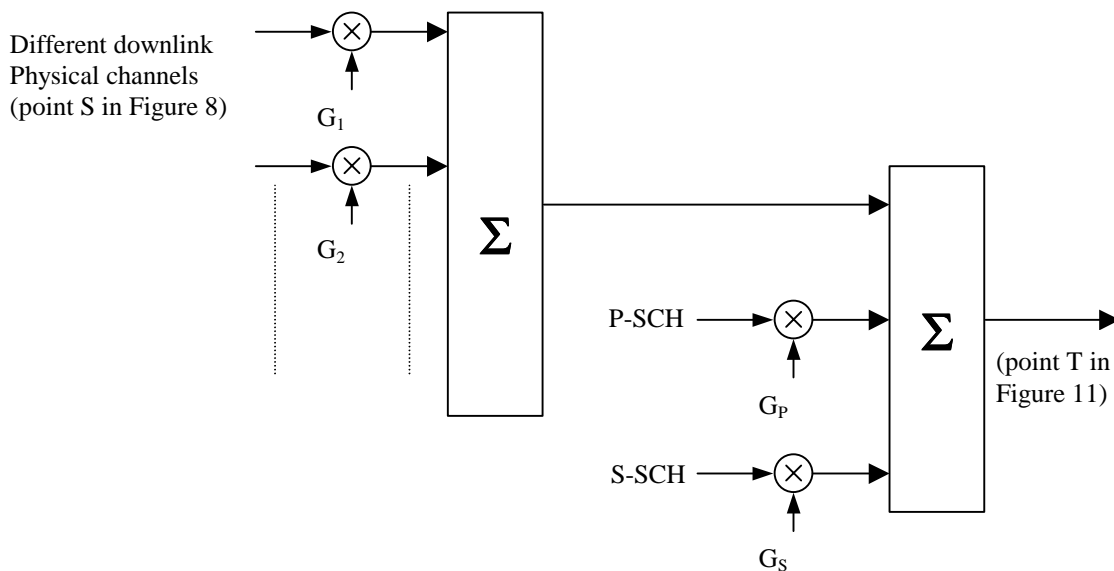 Different downlink
Physical channels
(point S in Figure 8)
G1
G2
Σ
P-SCH
GP
Σ
(point T in
Figure 11)
S-SCH
GS